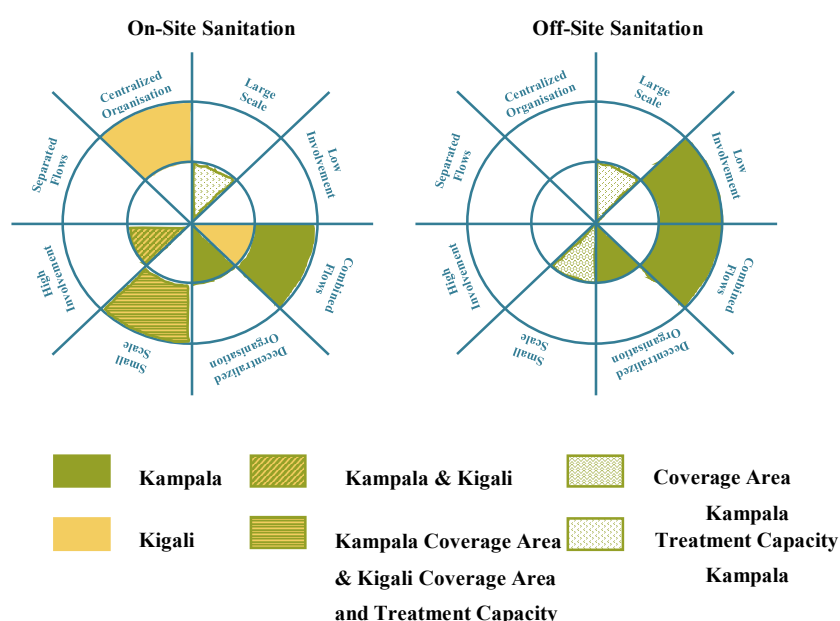 On-Site Sanitation
Centralized
Organisation
Large
Scale
Low
Involvement
Combined
Flows
Decentralized
Organisation
Small
Scale
High
Involvement
Separated
Flows
Off-Site Sanitation
Centralized
Organisation
Large
Scale
Low
Involvement
Combined
Flows
Decentralized
Organisation
Small
Scale
High
Involvement
Separated
Flows
Kampala
Kampala & Kigali
Coverage Area
Kampala
Kigali
Kampala Coverage Area
& Kigali Coverage Area
and Treatment Capacity
Treatment Capacity
Kampala